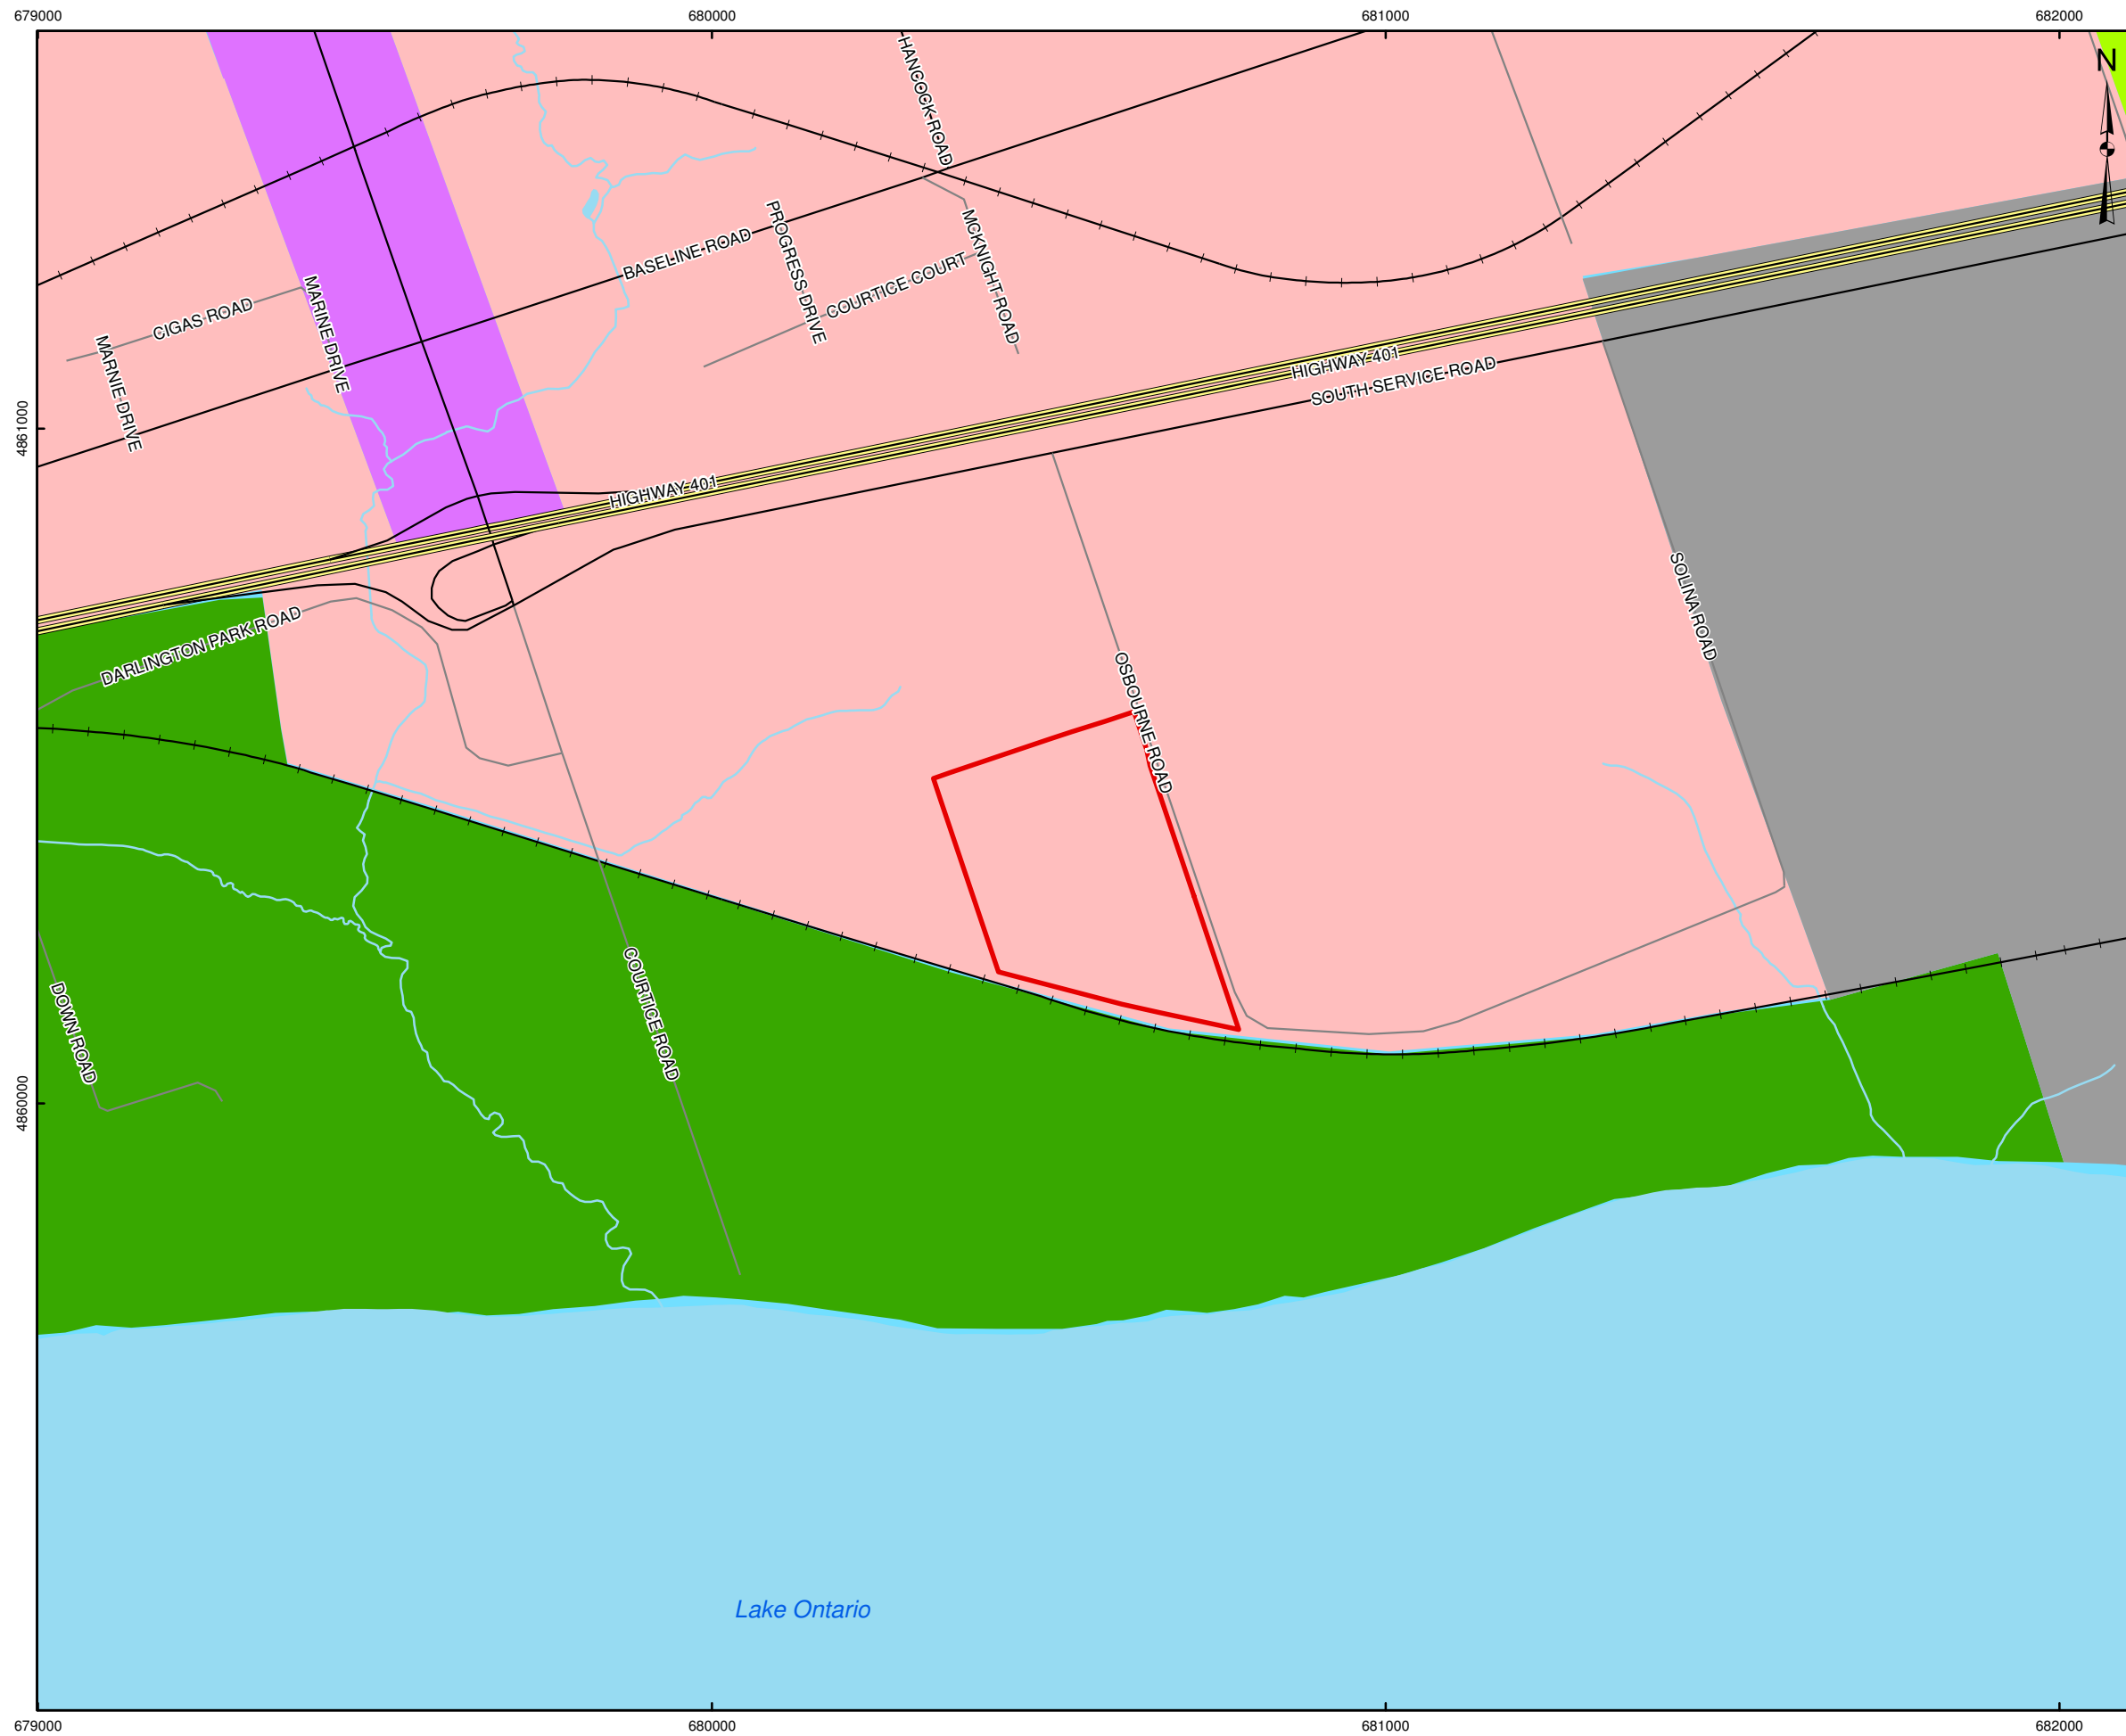 679000
680000
681000
682000
N
HANCOCK ROAD
PROGRESS DRIVE
MCKNIGHT ROAD
BASELINE ROAD
COURTICE COURT
MARINE DRIVE
CIGAS ROAD
MARNIE DRIVE
HIGHWAY 401
SOUTH SERVICE ROAD
4861000
HIGHWAY 401
SOLINA ROAD
DARLINGTON PARK ROAD
OSBOURNE ROAD
COURTICE ROAD
DOWN ROAD
4860000
Lake Ontario
679000
680000
681000
682000